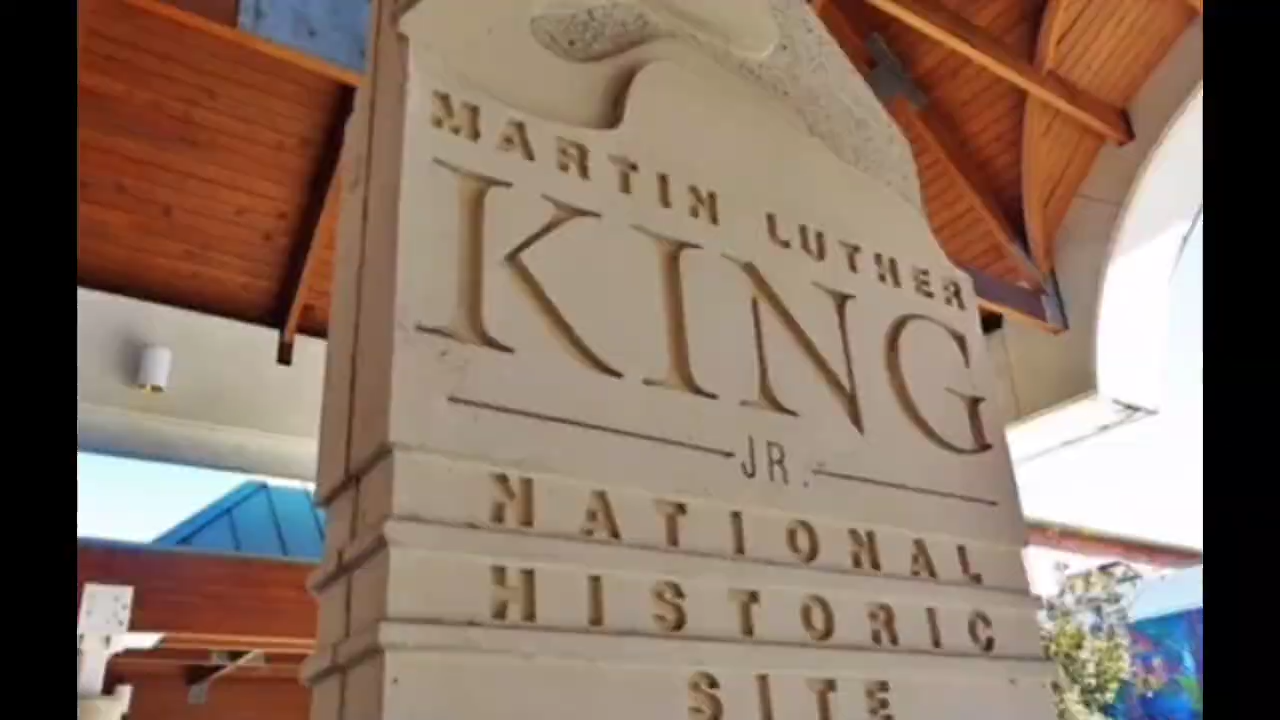 MARTIN LUTHER
KING
JR.
NATIONAL
HISTORIC
SITE